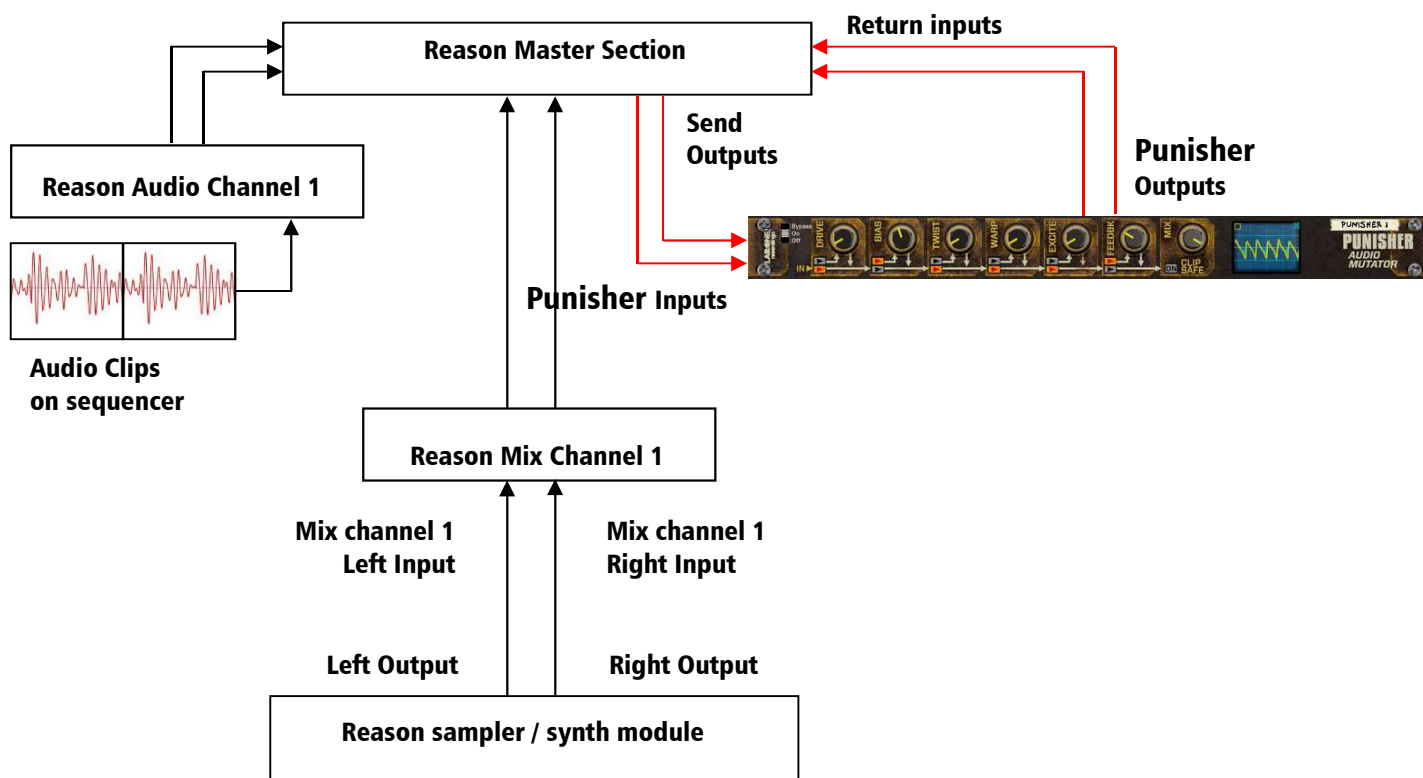 Return inputs
Reason Master Section
Send
Outputs
Punisher
Outputs
Reason Audio Channel 1
LAB:ONE
Bypass
On
Off
IN
DRIVE
BIAS
TWIST
WARP
EXCITE
FEEDBK
MIX
ON
CLIP
SAFE
PUNISHER 1
PUNISHER
AUDIO
MUTATOR
Punisher Inputs
Audio Clips
on sequencer
Reason Mix Channel 1
Mix channel 1
Left Input
Mix channel 1
Right Input
Left Output
Right Output
Reason sampler / synth module